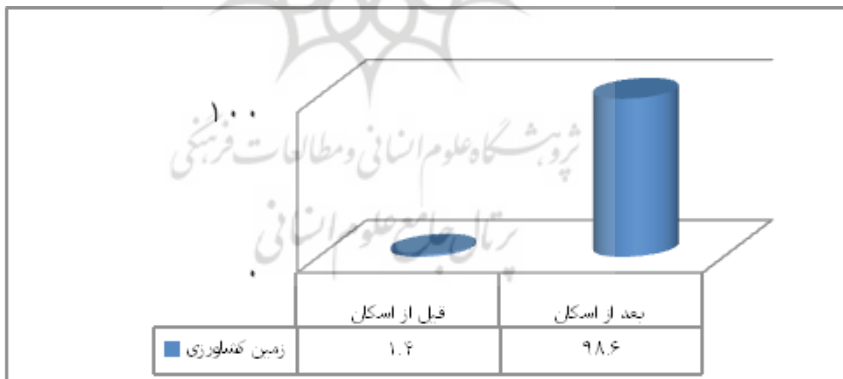 ۱۰۰
پژوهشگاه علوم انسانی و مطالعات فرهنگی
پرتال جامع علوم انسانی
۰
قبل از اسکان بعد از اسکان
زمین کشاورزی ۱.۴ ۹۸.۶